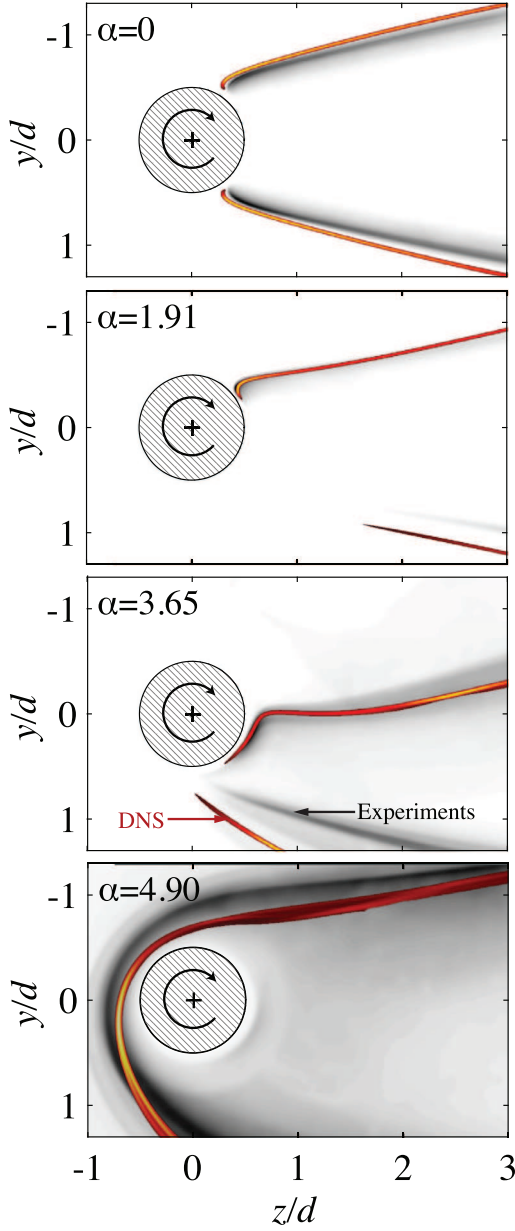 α=0
-1
0
1
y/d
α=1.91
-1
0
1
y/d
α=3.65
-1
0
1
y/d
DNS
Experiments
α=4.90
-1
0
1
y/d
-1 0 1 2 3
z/d